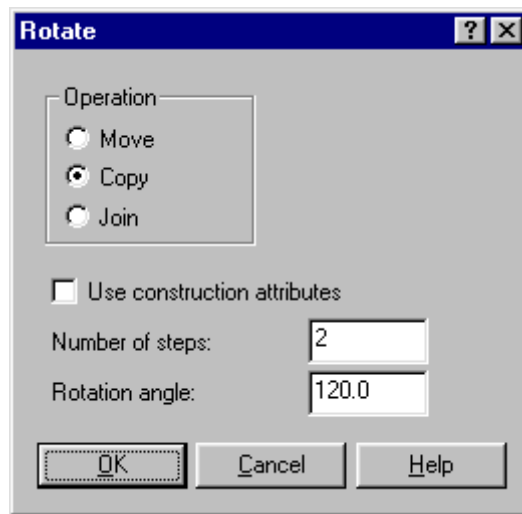 Rotate
Operation
Move
Copy
Join
Use construction attributes
Number of steps: 2
Rotation angle: 120.0
OK Cancel Help